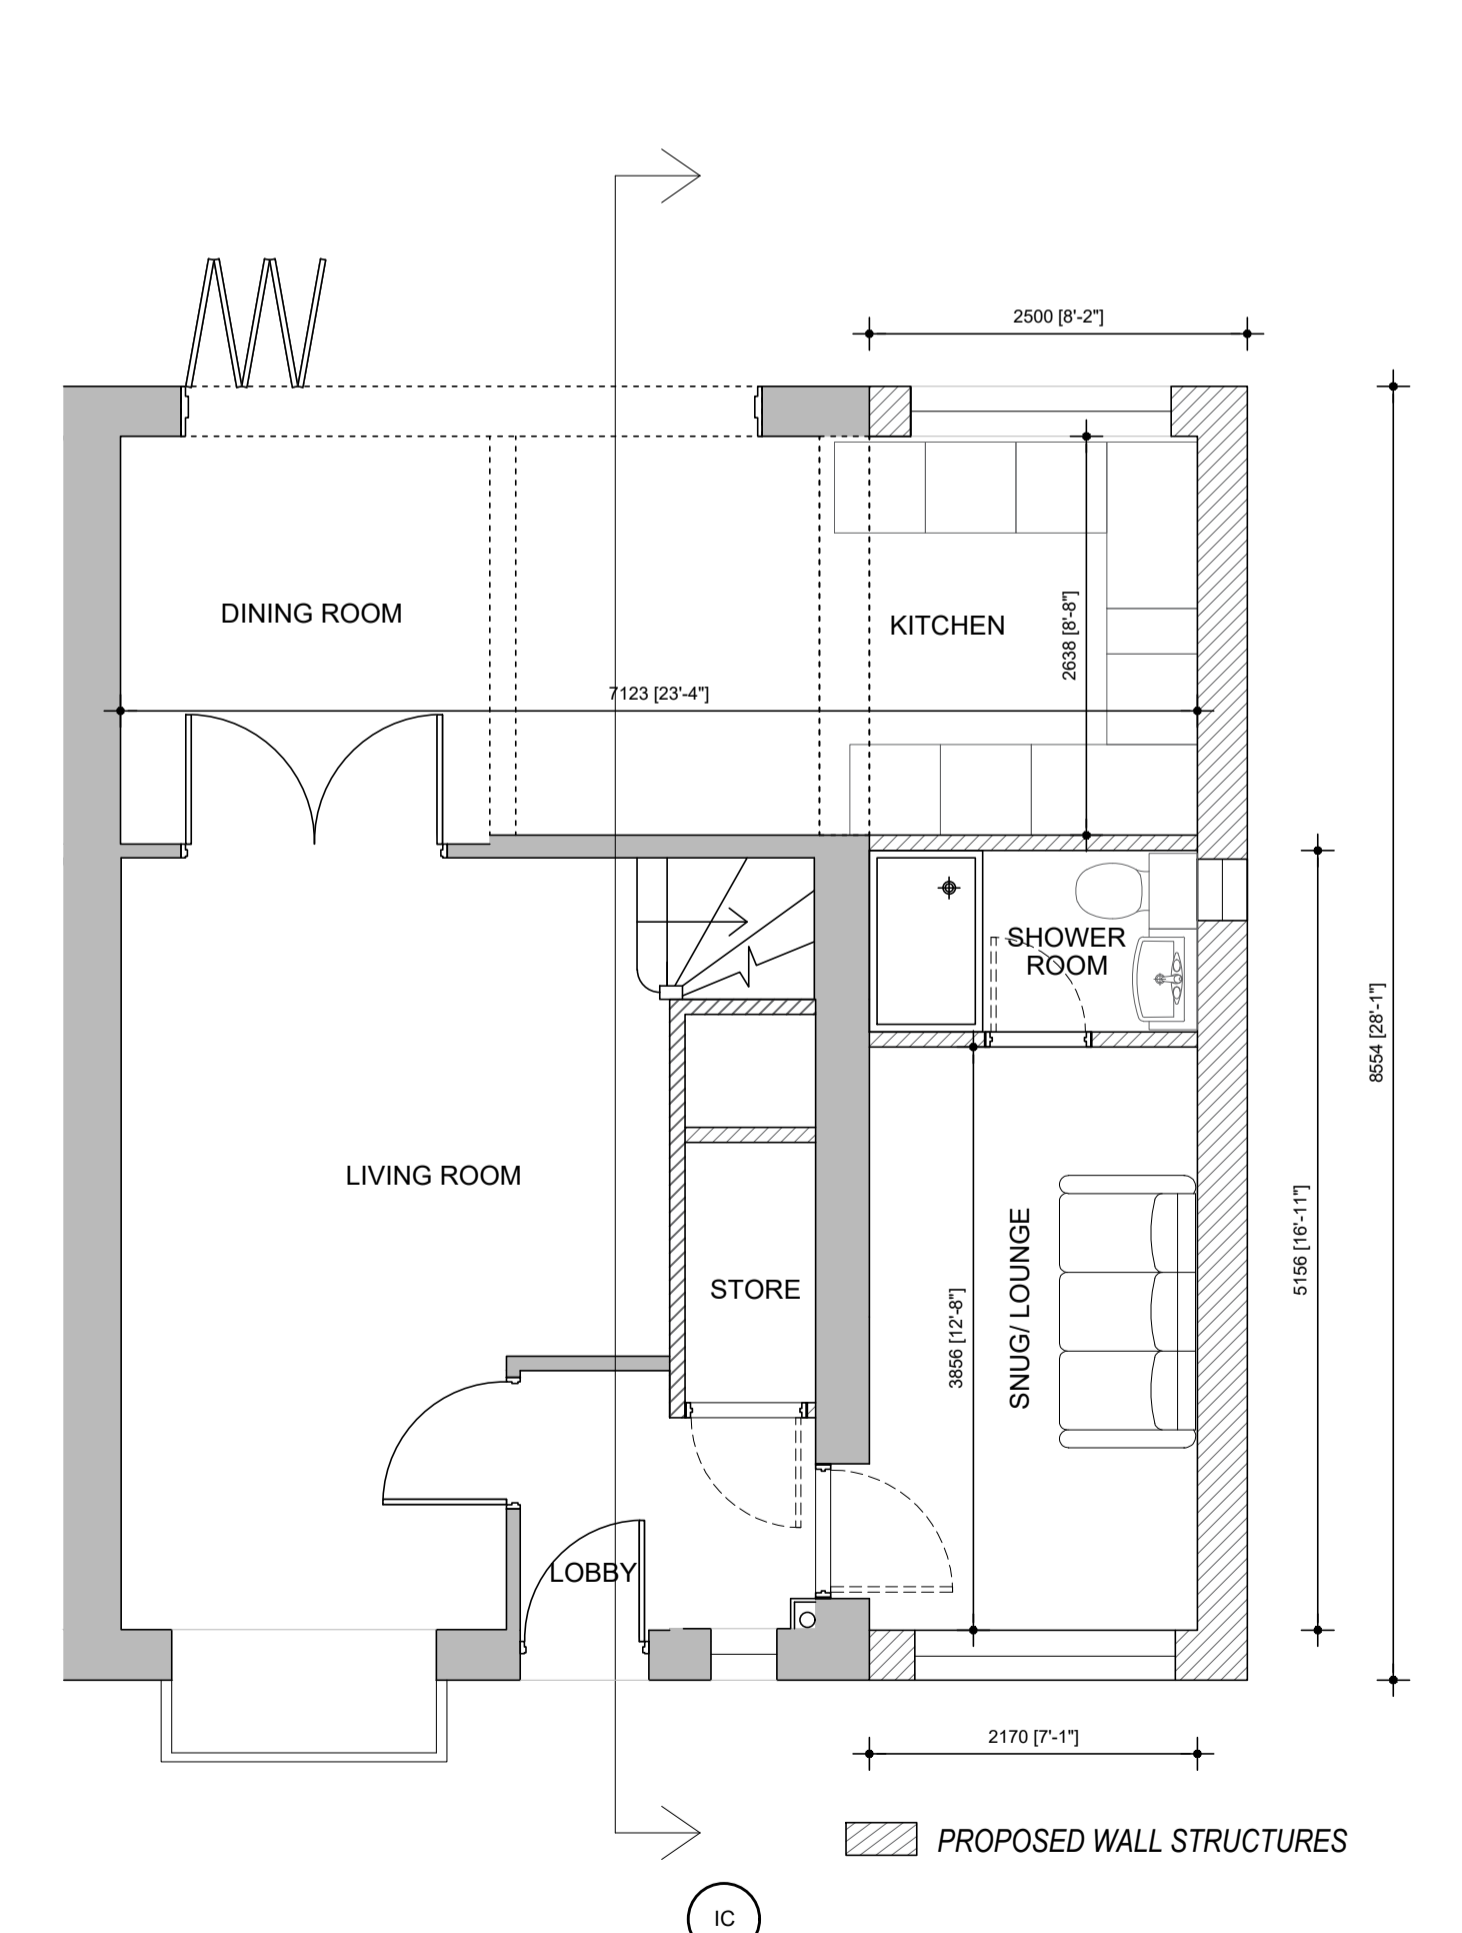 2500 [8'-2"]
DINING ROOM
KITCHEN
2638 [8'-8"]
7123 [23'-4"]
SHOWER
ROOM
8554 [28'-1"]
LIVING ROOM
STORE
SNUG/ LOUNGE
3856 [12'-8"]
5156 [16'-11"]
LOBBY
2170 [7'-1"]
PROPOSED WALL STRUCTURES
IC